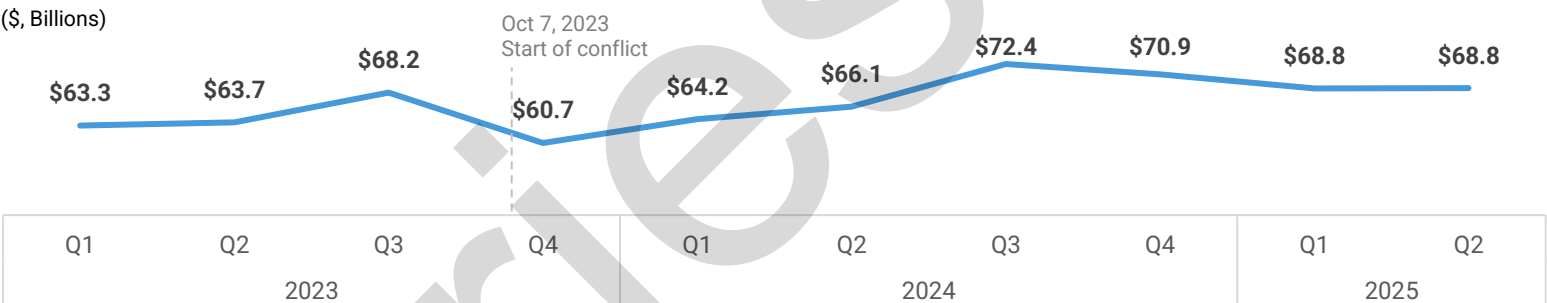 ($, Billions)
Oct 7, 2023
Start of conflict
$63.3
$63.7
$68.2
$60.7
$64.2
$66.1
$72.4
$70.9
$68.8
$68.8
Q1 Q2 Q3 Q4 Q1 Q2 Q3 Q4 Q1 Q2
2023 2024 2025